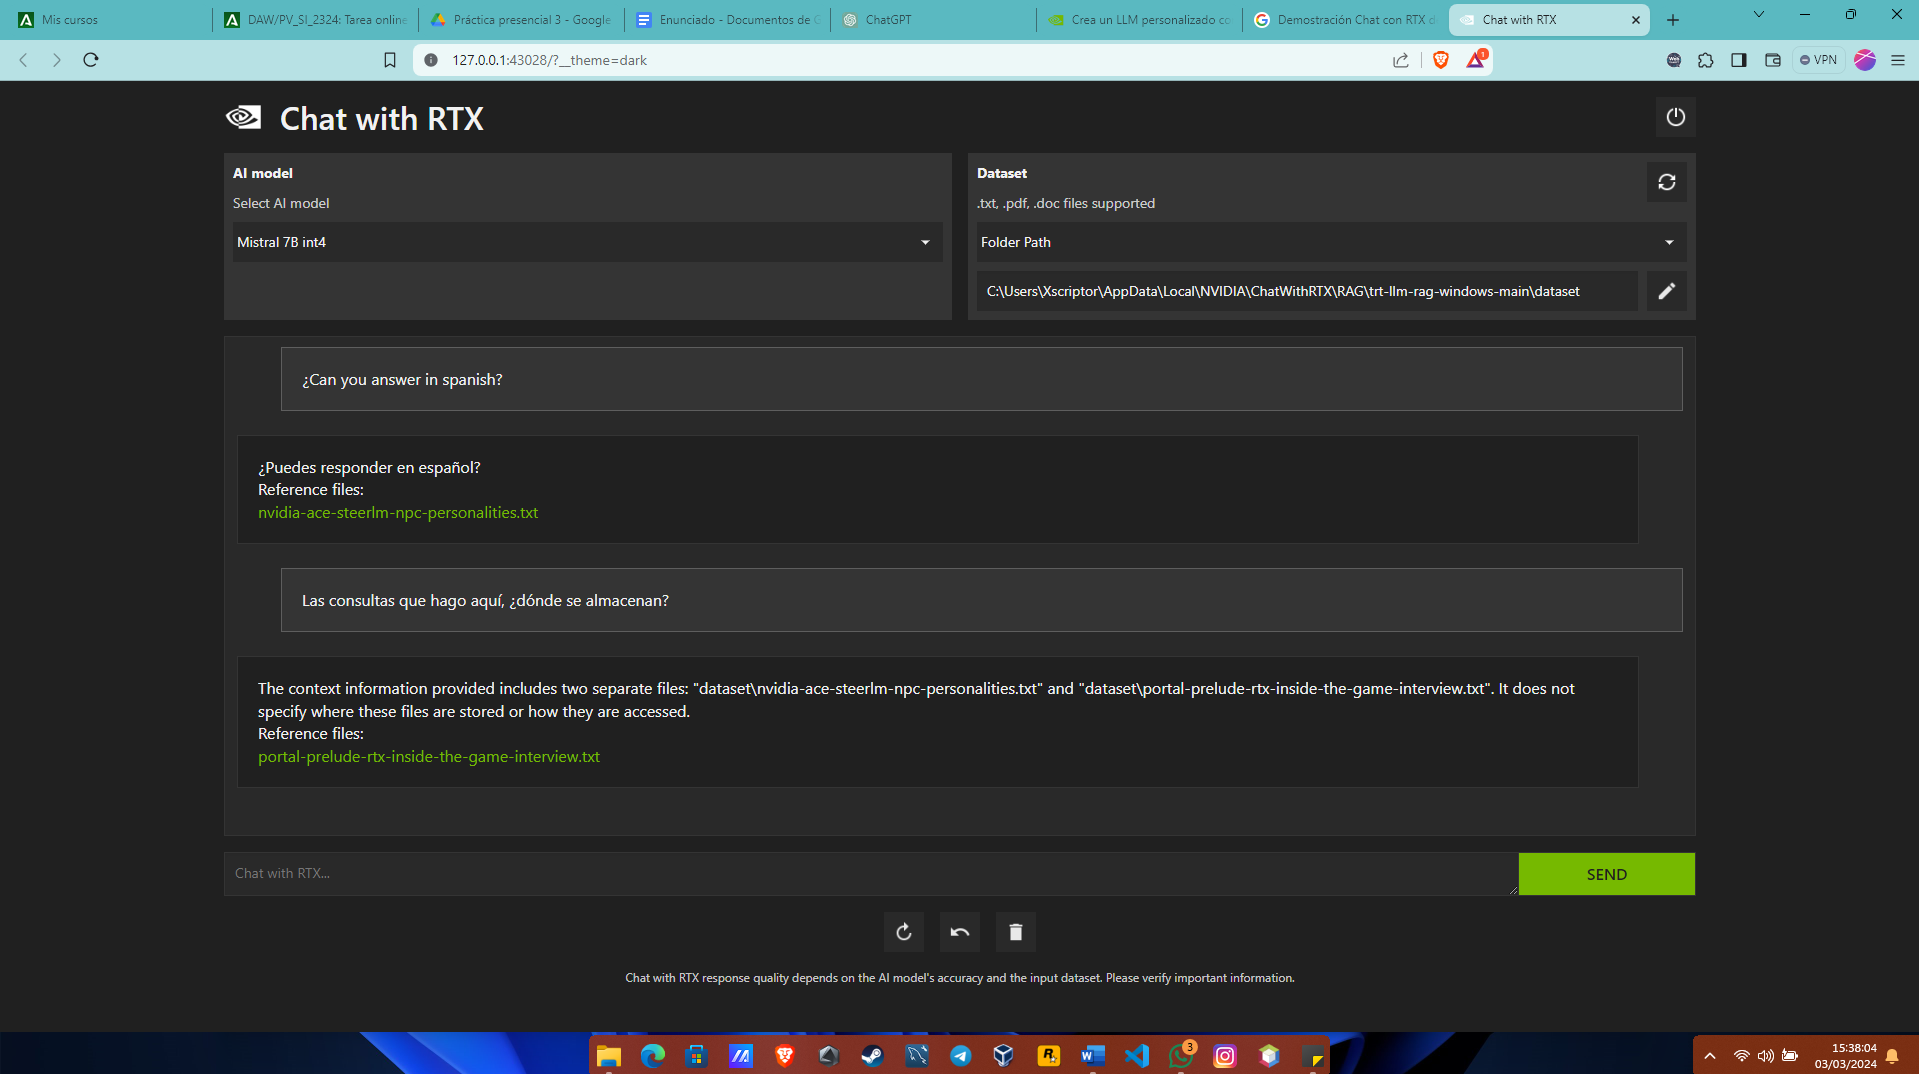 Mis cursos
DAW/PV_SI_2324: Tarea online
Práctica presencial 3 - Google
Enunciado - Documentos de G
ChatGPT
Crea un LLM personalizado co
Demostración Chat con RTX d
Chat with RTX
127.0.0.1:43028/?__theme=dark
1
VPN
Chat with RTX
AI model
Select AI model
Mistral 7B int4
Dataset
.txt, .pdf, .doc files supported
Folder Path
C:\Users\Xscriptor\AppData\Local\NVIDIA\ChatWithRTX\RAG\trt-llm-rag-windows-main\dataset
¿Can you answer in spanish?
¿Puedes responder en español?
Reference files:
nvidia-ace-steerlm-npc-personalities.txt
Las consultas que hago aquí, ¿dónde se almacenan?
The context information provided includes two separate files: "dataset\nvidia-ace-steerlm-npc-personalities.txt" and "dataset\portal-prelude-rtx-inside-the-game-interview.txt". It does not
specify where these files are stored or how they are accessed.
Reference files:
portal-prelude-rtx-inside-the-game-interview.txt
Chat with RTX...
SEND
Chat with RTX response quality depends on the AI model's accuracy and the input dataset. Please verify important information.
3
15:38:04
03/03/2024